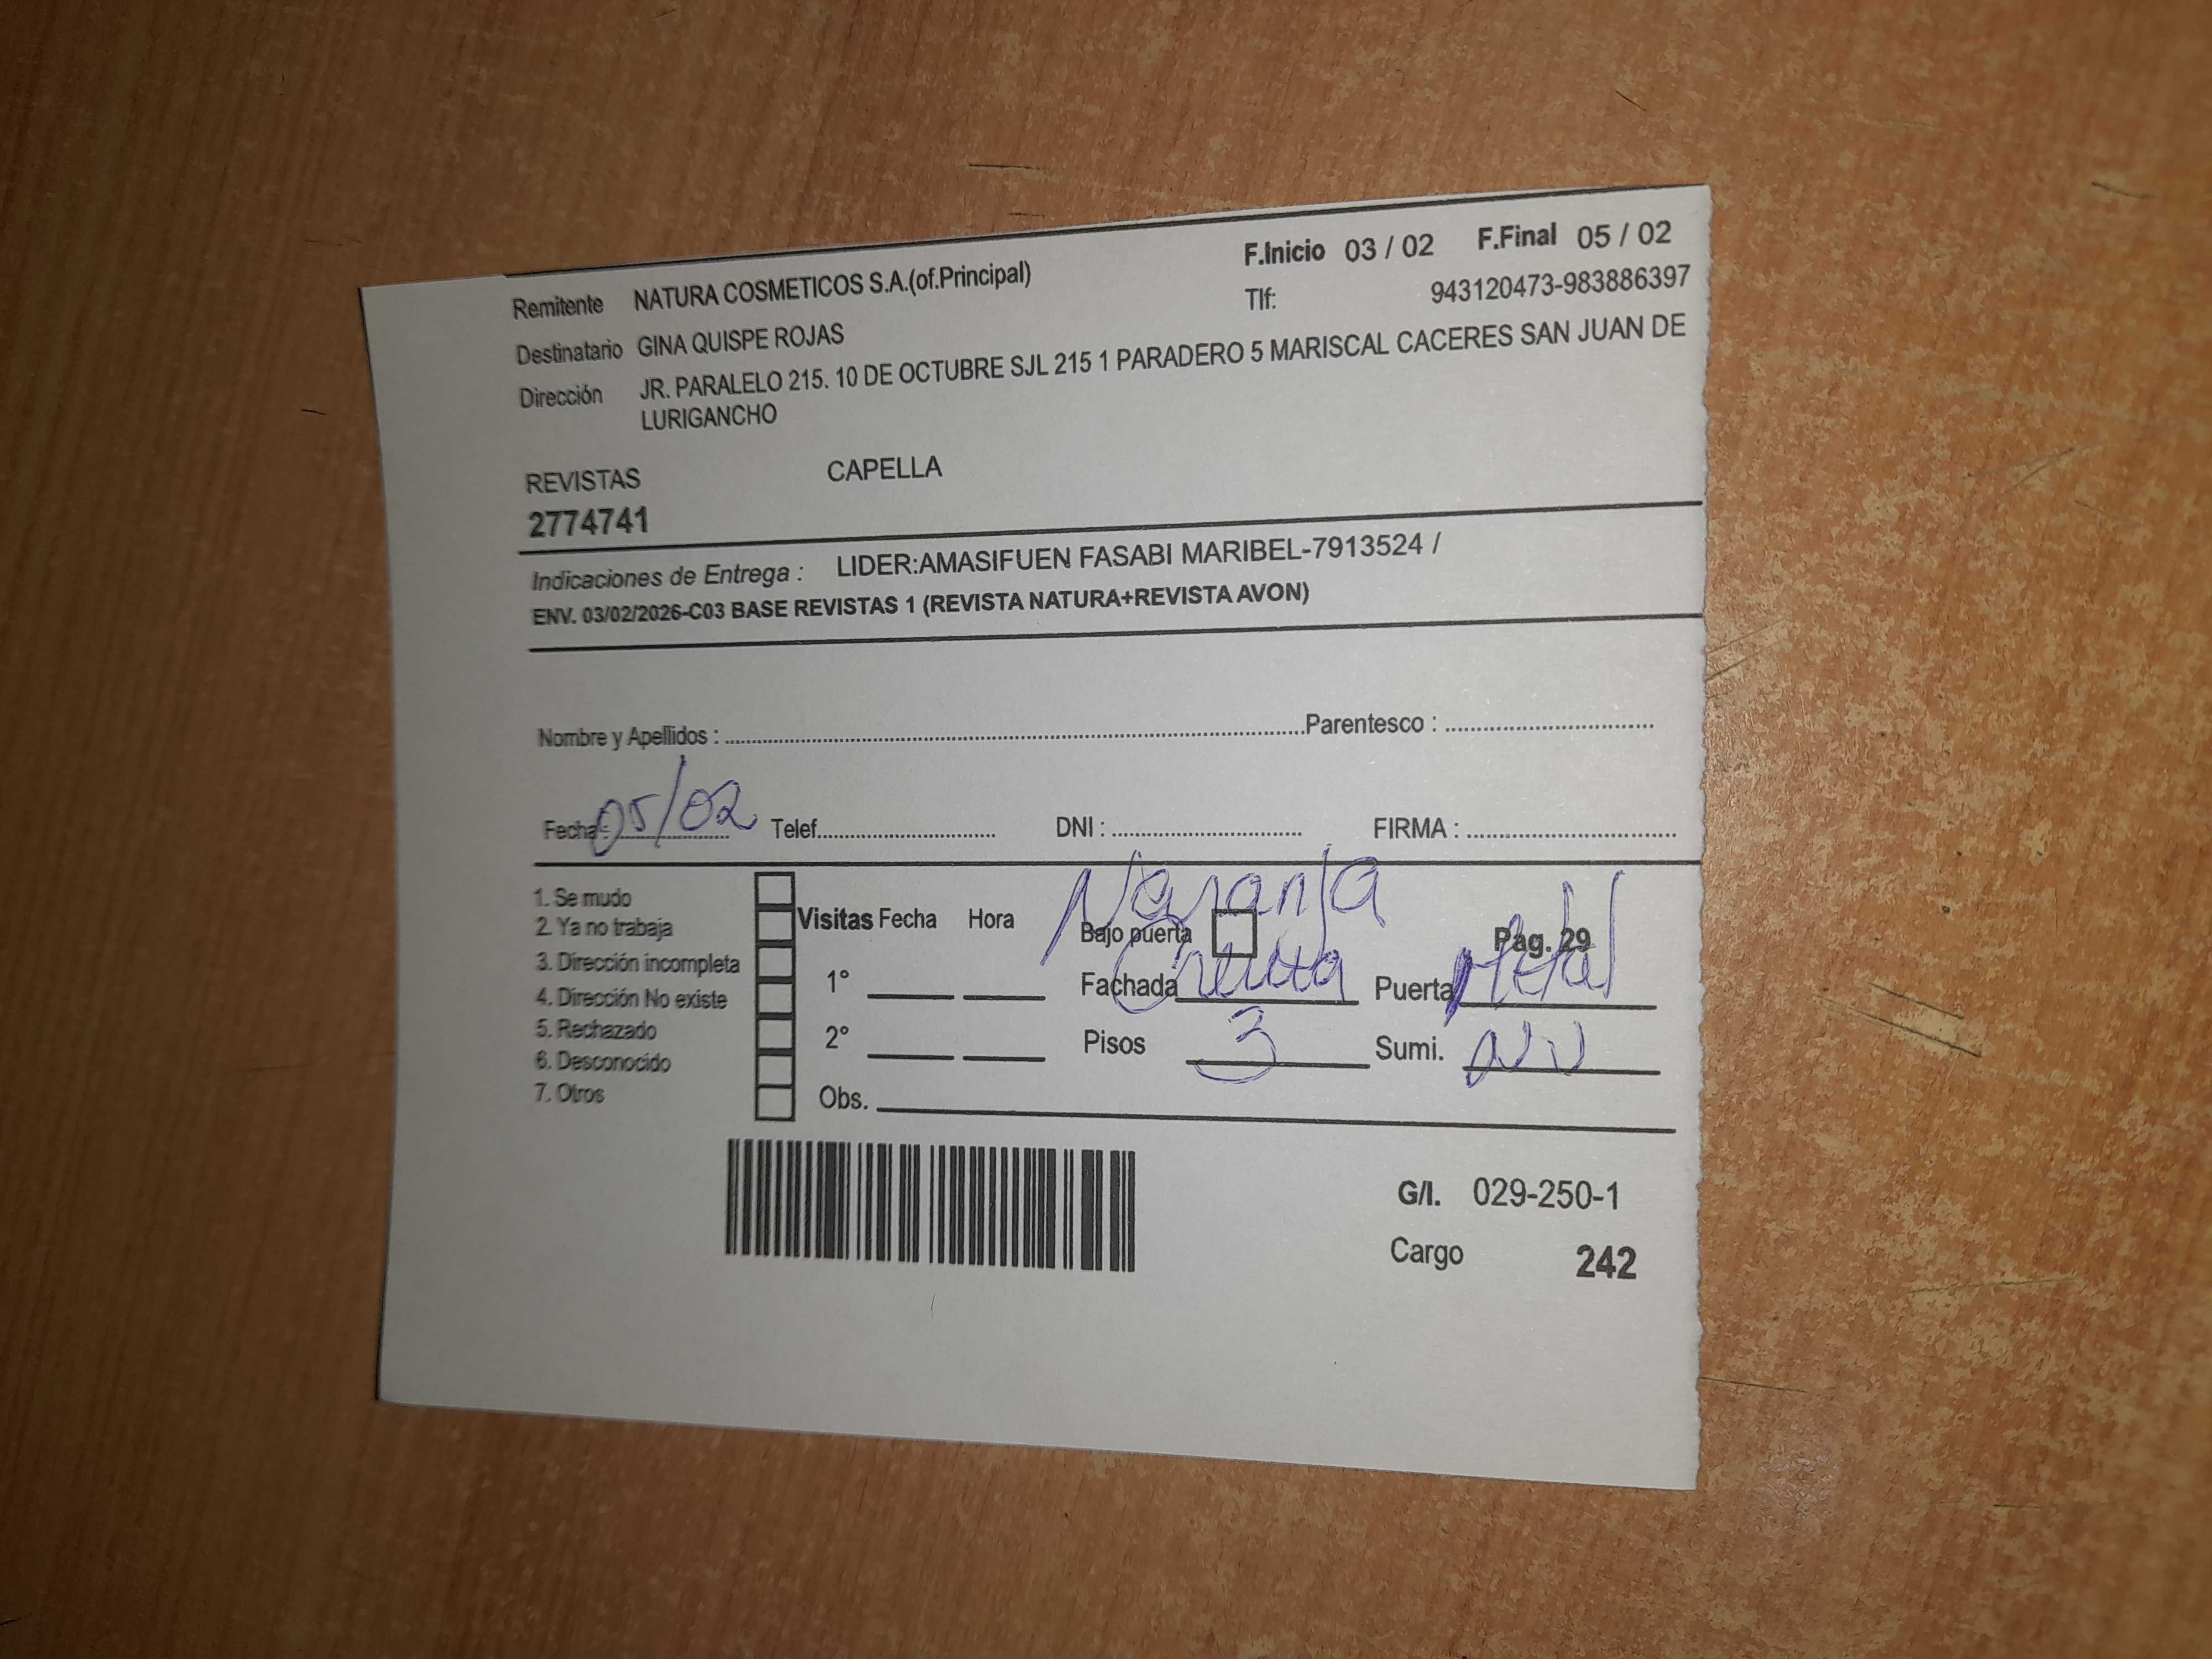 F.Inicio 03 / 02 F.Final 05 / 02
Remitente NATURA COSMETICOS S.A.(of.Principal) Tlf: 943120473-983886397
Destinatario GINA QUISPE ROJAS
Dirección JR. PARALELO 215. 10 DE OCTUBRE SJL 215 1 PARADERO 5 MARISCAL CACERES SAN JUAN DE
LURIGANCHO
REVISTAS CAPELLA
2774741
Indicaciones de Entrega : LIDER:AMASIFUEN FASABI MARIBEL-7913524 /
ENV. 03/02/2026-C03 BASE REVISTAS 1 (REVISTA NATURA+REVISTA AVON)
Nombre y Apellidos : Parentesco :
Fecha: 05/02 Telef. DNI : FIRMA :
1. Se mudo
2. Ya no trabaja
3. Dirección incompleta
4. Dirección No existe
5. Rechazado
6. Desconocido
7. Otros
Visitas Fecha Hora
1°
2°
Obs.
Naranja
Bajo puerta Pag. 29
Fachada Puerta Metal
Pisos 3 Sumi.
G/I. 029-250-1
Cargo 242